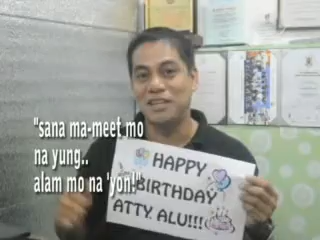 "sana ma-meet mo
na yung..
alam mo na 'yon!"
HAPPY
BIRTHDAY
ATTY. ALU!!!